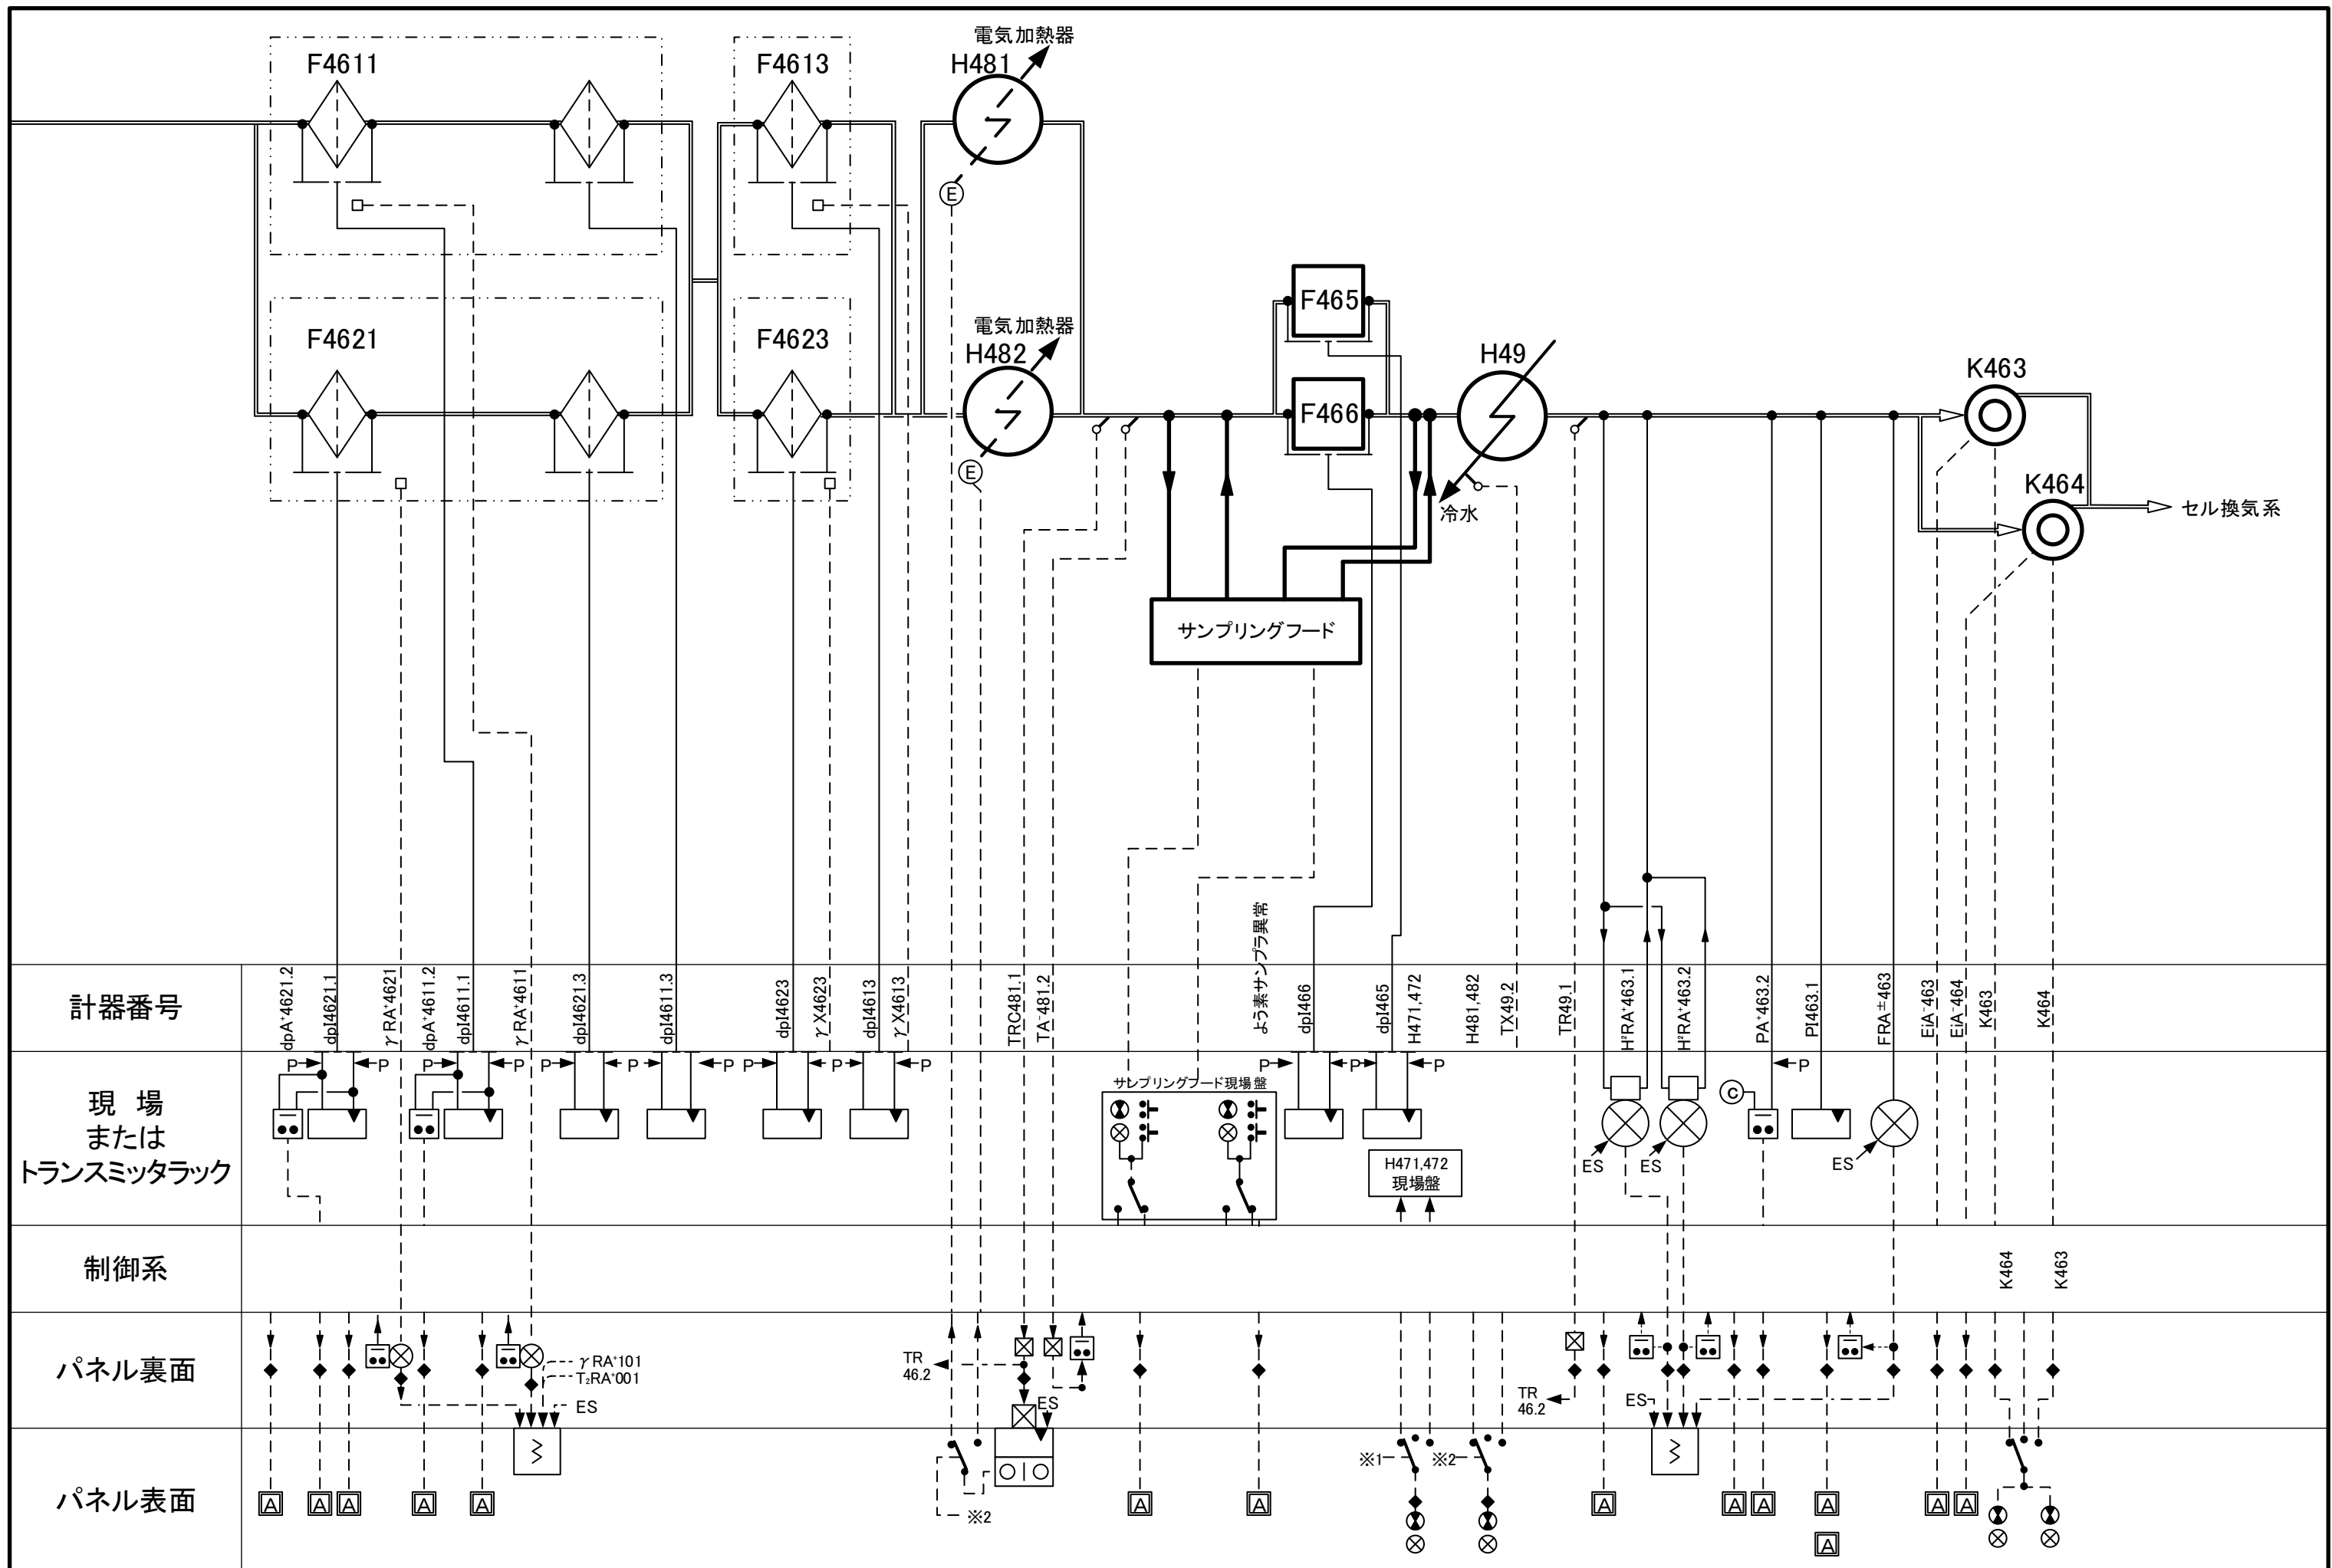 電気加熱器
F4611
F4613
H481
E
電気加熱器
F4621
F4623
H482
E
F465
F466
H49
冷水
K463
K464
セル換気系
サンプリングフード
計器番号
dpA⁺4621.2
dpI4621.1
γRA⁺4621
dpA⁺4611.2
dpI4611.1
γRA⁺4611
dpI4621.3
dpI4611.3
dpI4623
γX4623
dpI4613
γX4613
TRC481.1
TA⁻481.2
よう素サンプラ異常
dpI466
dpI465
H471,472
H481,482
TX49.2
TR49.1
H²RA⁺463.1
H²RA⁺463.2
PA⁺463.2
PI463.1
FRA±463
EiA⁻463
EiA⁻464
K463
K464
現 場
または
トランスミッタラック
P P P P P P P P P P P P P P
サンプリングフード現場盤
H471,472
現場盤
ES
ES
C
ES
制御系
K464
K463
パネル裏面
γRA⁺101
T₂RA⁺001
ES
TR
46.2
ES
TR
46.2
ES
パネル表面
※2
※1
※2
A A A A A A A A A A A A A
A